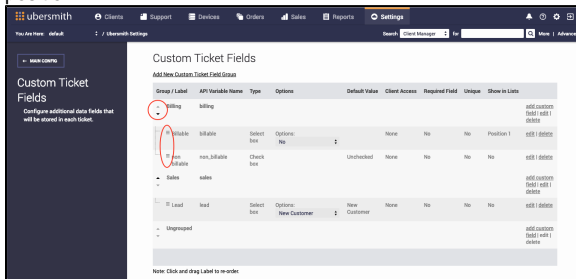 ubersmith Clients Support Devices Orders Sales Reports Settings
You Are Here: default / Ubersmith Settings Search Client Manager for More | Advance
← MAIN CONFIG
Custom Ticket Fields
Configure additional data fields that will be stored in each ticket.
Custom Ticket Fields
Add New Custom Ticket Field Group
Group / Label API Variable Name Type Options Default Value Client Access Required Field Unique Show in Lists
Billing billing add custom field | edit | delete
billable billable Select box Options: No None No No Position 1 edit | delete
non billable non_billable Check box Unchecked None No No No edit | delete
Sales sales add custom field | edit | delete
Lead lead Select box Options: New Customer New Customer None No No No edit | delete
Ungrouped add custom field | edit | delete
Note: Click and drag Label to re-order.